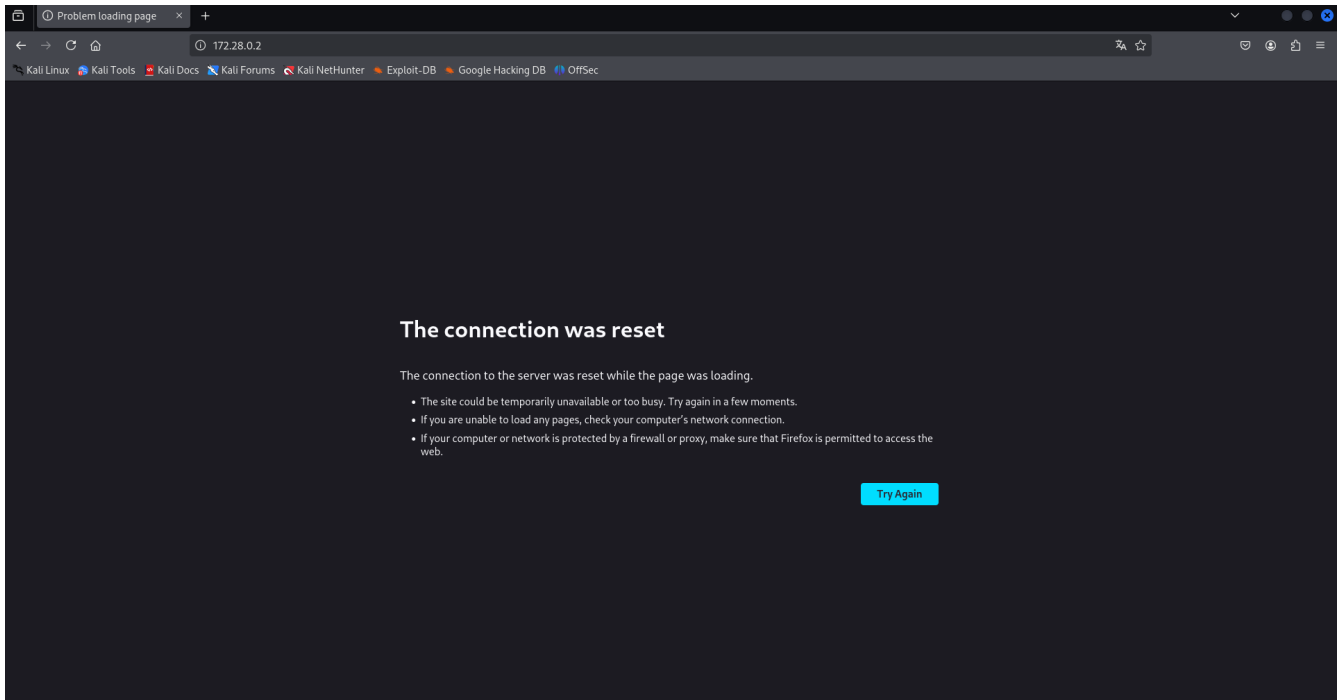 Problem loading page
172.28.0.2
Kali Linux Kali Tools Kali Docs Kali Forums Kali NetHunter Exploit-DB Google Hacking DB OffSec
The connection was reset
The connection to the server was reset while the page was loading.
• The site could be temporarily unavailable or too busy. Try again in a few moments.
• If you are unable to load any pages, check your computer's network connection.
• If your computer or network is protected by a firewall or proxy, make sure that Firefox is permitted to access the
web.
Try Again